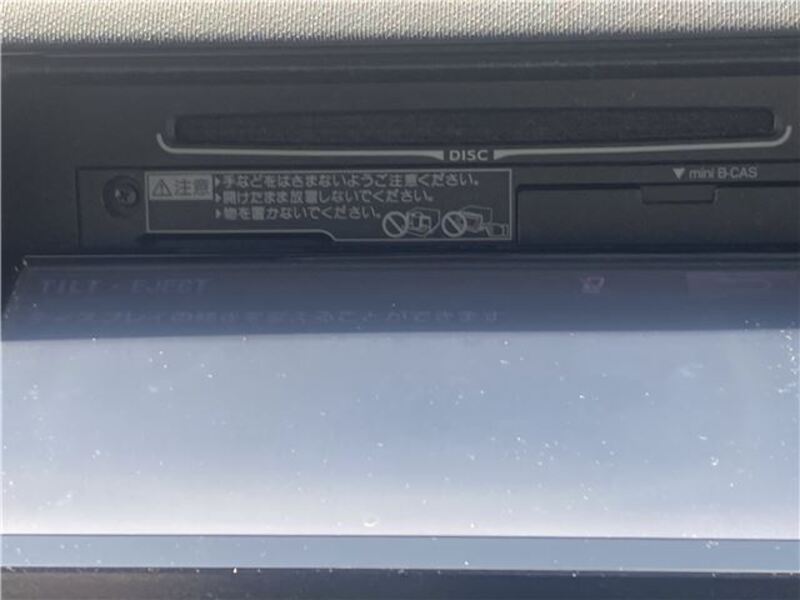 DISC
▼ mini B-CAS
⚠注意 ▶手などをはさまないようご注意ください。
▶開けたまま放置しないでください。
▶物を置かないでください。
TILT・EJECT